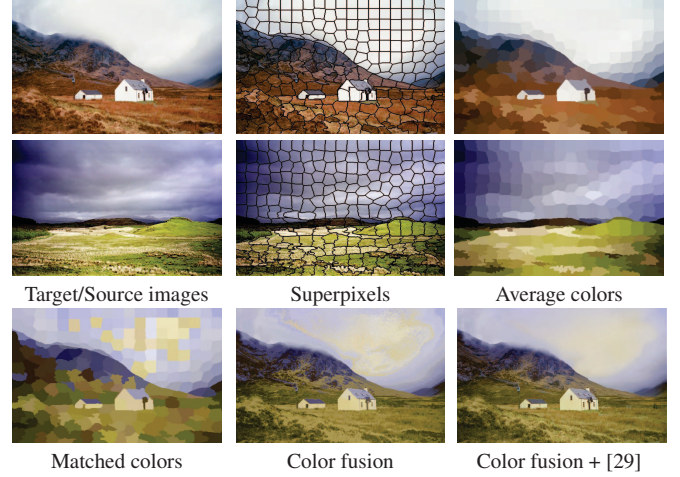 Target/Source images Superpixels Average colors
Matched colors Color fusion Color fusion + [29]